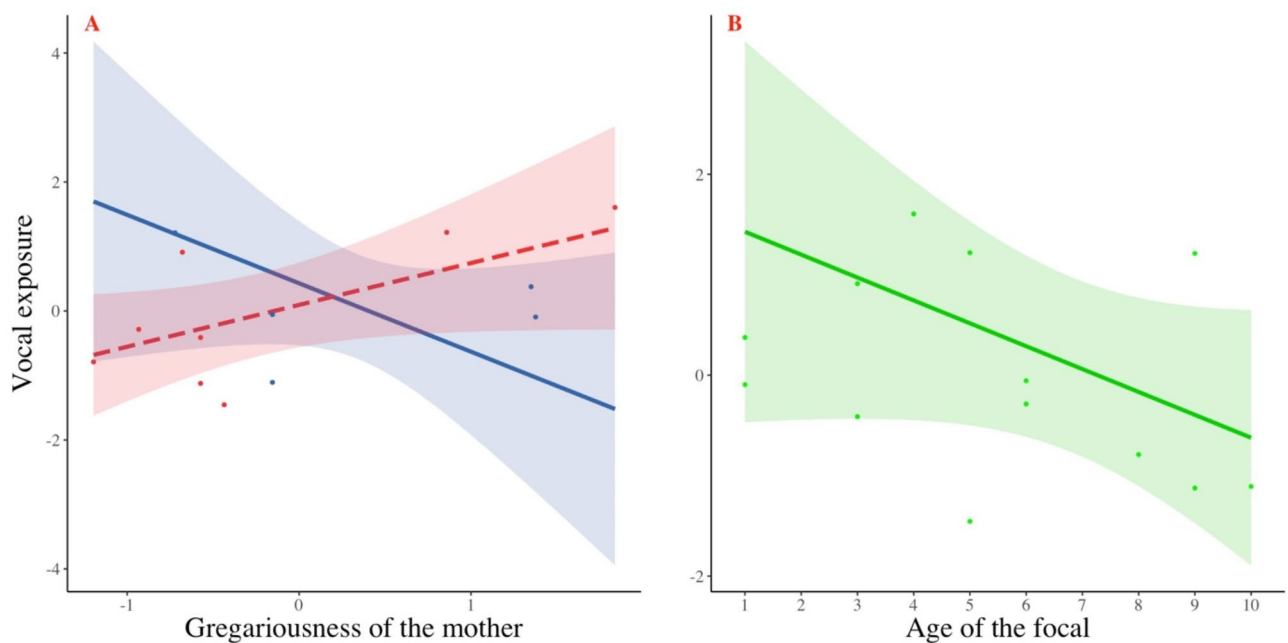 A
B
Vocal exposure
4
2
0
-2
-4
-1
0
1
Gregariousness of the mother
2
0
-2
1 2 3 4 5 6 7 8 9 10
Age of the focal